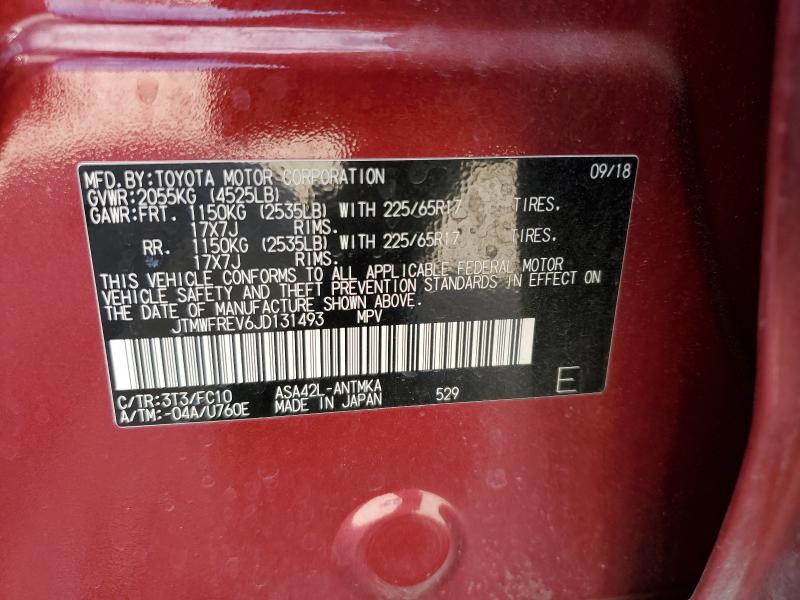 MFD.BY:TOYOTA MOTOR CORPORATION 09/18
GVWR:2055KG (4525LB)
GAWR:FRT. 1150KG (2535LB) WITH 225/65R17 TIRES.
17X7J RIMS.
RR. 1150KG (2535LB) WITH 225/65R17 TIRES.
17X7J RIMS.
THIS VEHICLE CONFORMS TO ALL APPLICABLE FEDERAL MOTOR
VEHICLE SAFETY AND THEFT PREVENTION STANDARDS IN EFFECT ON
THE DATE OF MANUFACTURE SHOWN ABOVE.
JTMWFREV6JD131493 MPV
C/TR:3T3/FC10 ASA42L-ANTMKA 529 E
A/TM:-04A/U760E MADE IN JAPAN